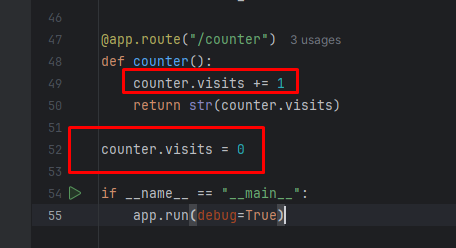 46
47 @app.route("/counter") 3 usages
48 def counter():
49 counter.visits += 1
50 return str(counter.visits)
51
52 counter.visits = 0
53
54 if __name__ == "__main__":
55 app.run(debug=True)